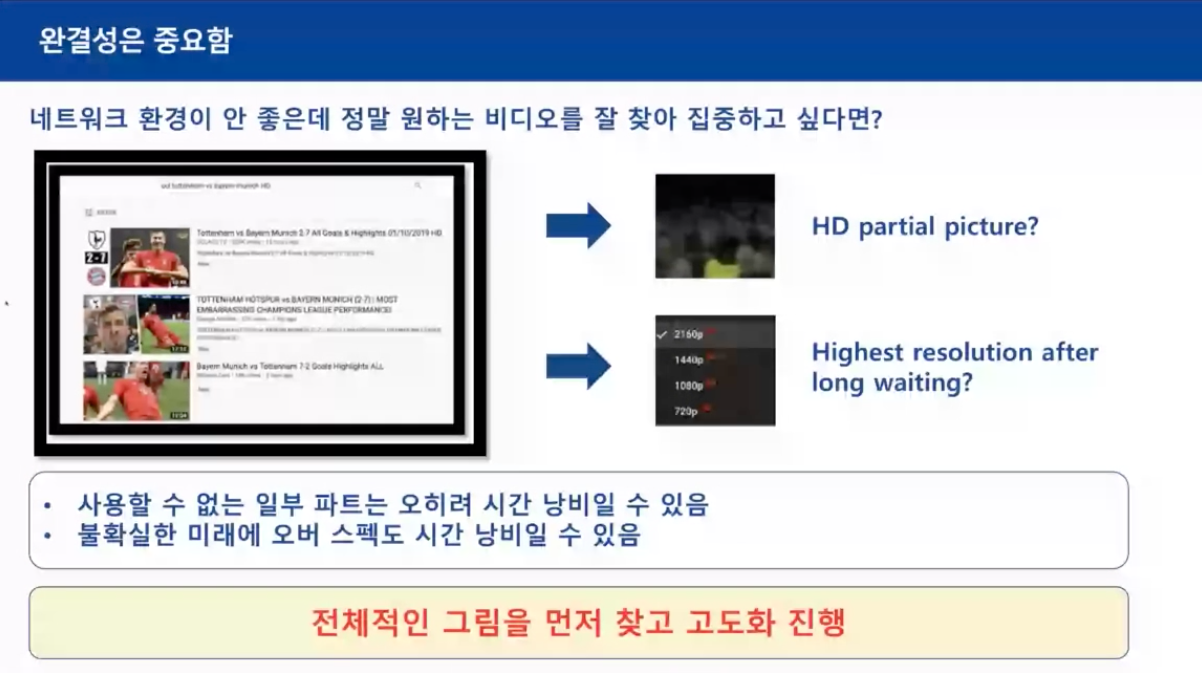 완결성은 중요함
네트워크 환경이 안 좋은데 정말 원하는 비디오를 잘 찾아 집중하고 싶다면?
tottenham vs bayern munich HD
Tottenham vs Bayern Munich 2-7 All Goals & Highlights 01/10/2019 HD
2-7
TOTTENHAM HOTSPUR vs BAYERN MUNICH (2-7) | MOST
EMBARRASSING CHAMPIONS LEAGUE PERFORMANCE!
Bayern Munich vs Tottenham 7-2 Goals Highlights ALL
HD partial picture?
2160p
1440p
1080p
720p
Highest resolution after
long waiting?
• 사용할 수 없는 일부 파트는 오히려 시간 낭비일 수 있음
• 불확실한 미래에 오버 스펙도 시간 낭비일 수 있음
전체적인 그림을 먼저 찾고 고도화 진행